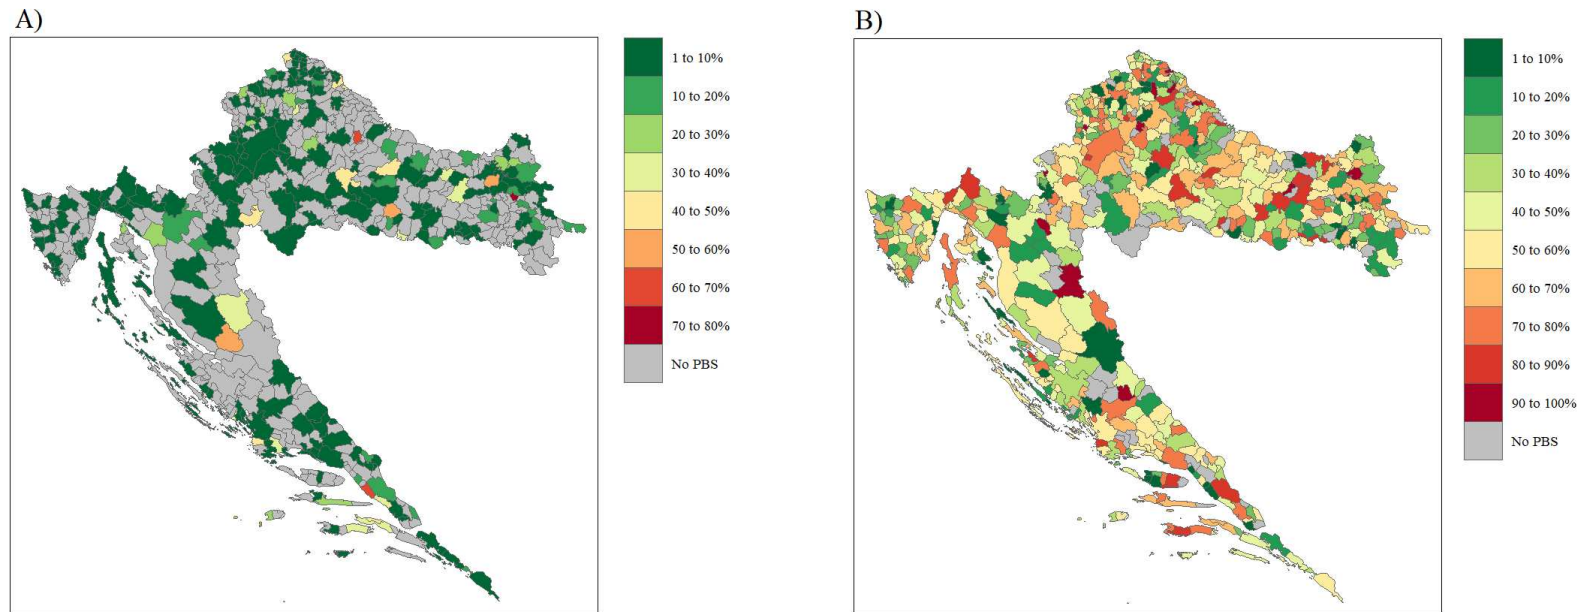 A)
1 to 10%
10 to 20%
20 to 30%
30 to 40%
40 to 50%
50 to 60%
60 to 70%
70 to 80%
No PBS
B)
1 to 10%
10 to 20%
20 to 30%
30 to 40%
40 to 50%
50 to 60%
60 to 70%
70 to 80%
80 to 90%
90 to 100%
No PBS